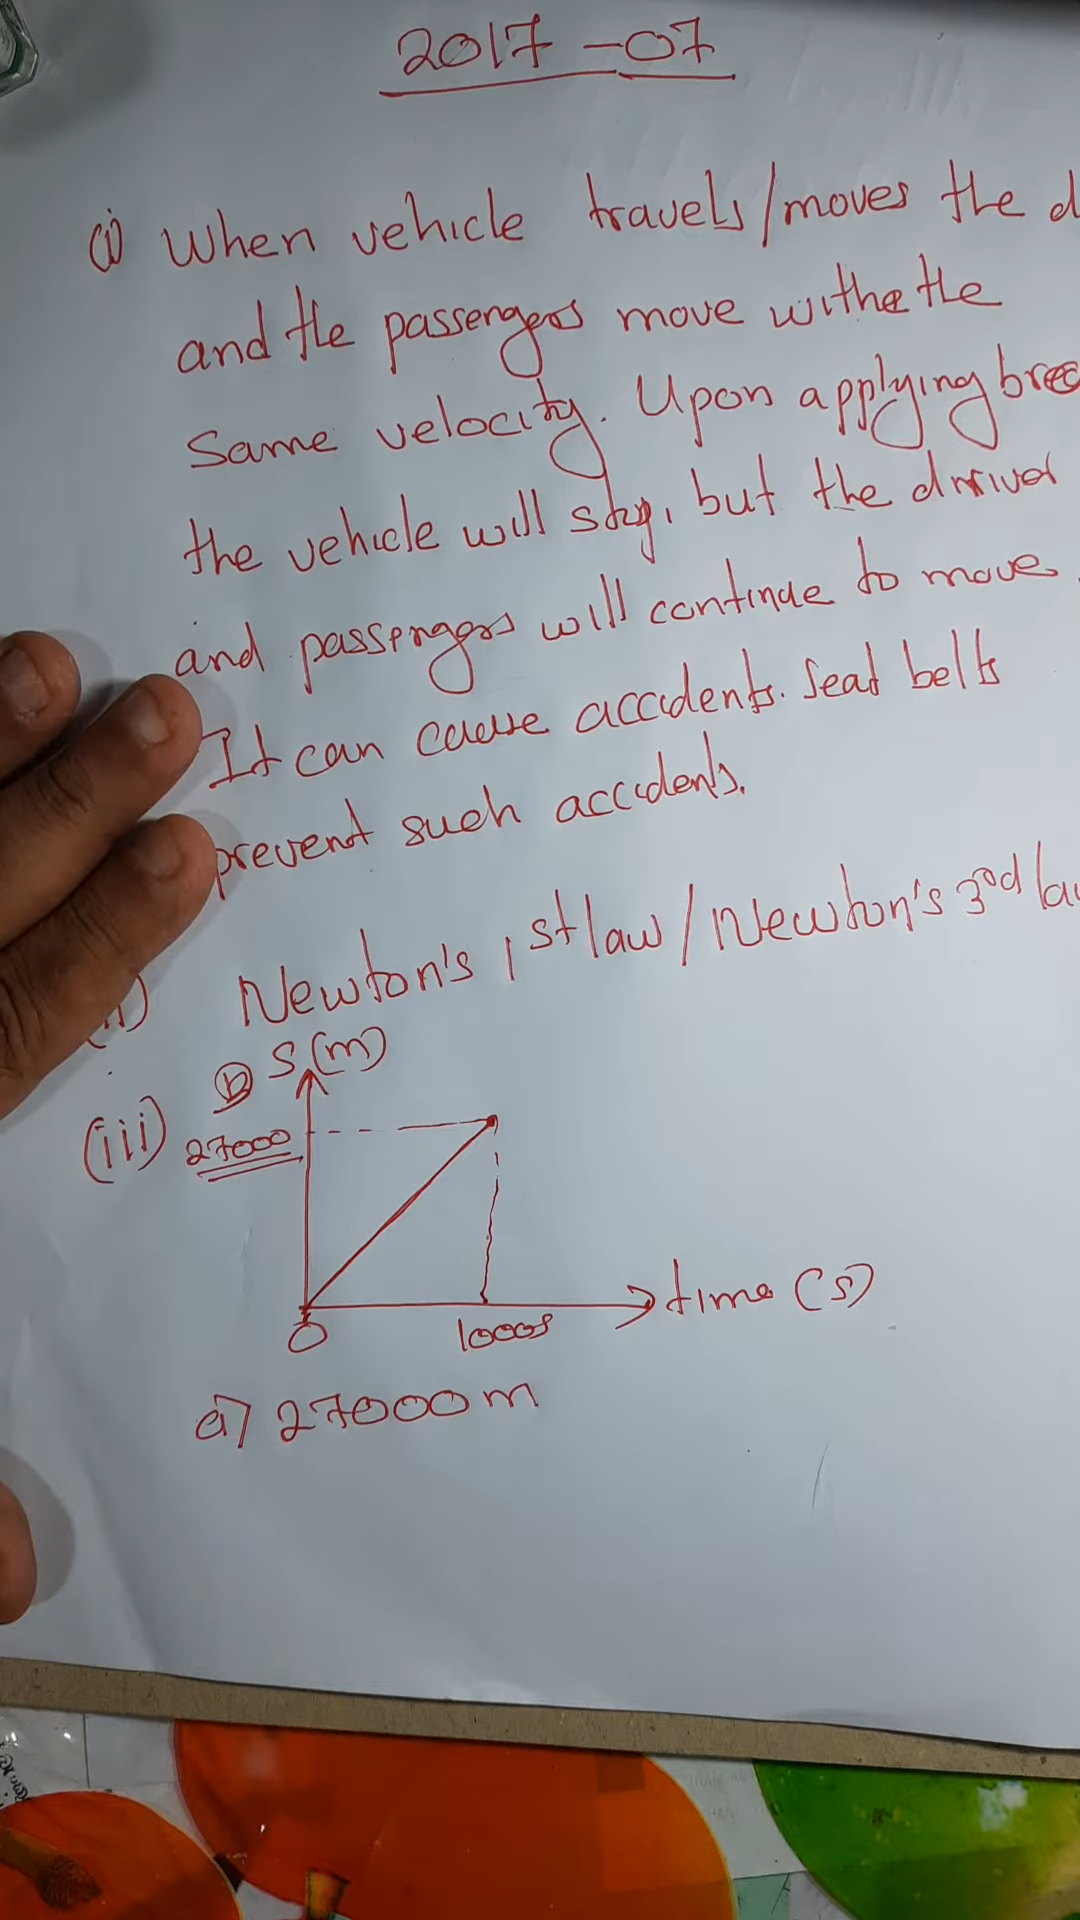 2017 - 07
(i) When vehicle travels/moves the d
and the passengers move withe the
same velocity. Upon applying
the vehicle will stop, but the driver
and passengers will continue to move.
It can cause accidents. Seat belts
prevent such accidents.
Newton's 1st law / Newton's 3rd la
b S (m)
(iii) 27000
time (s)
0 1000s
a) 27000 m